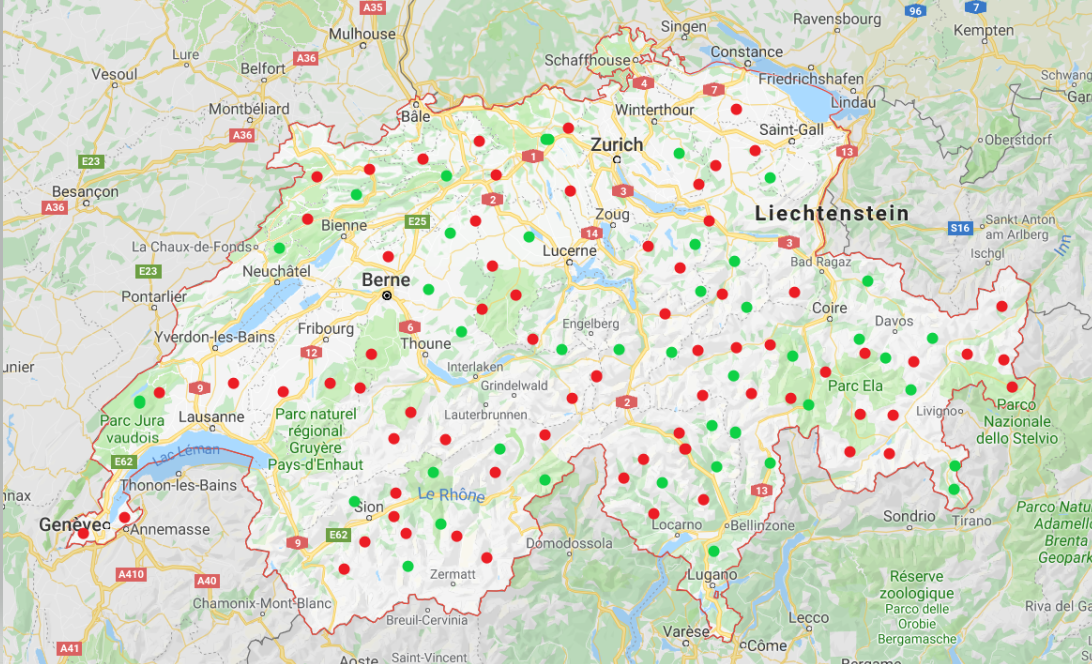 A35
Mulhouse
Singen
Ravensbourg
96
7
Kempten
Lure
A36
Belfort
Schaffhouse
Constance
Vesoul
4
7
Friedrichshafen
Schwang
Gar
Montbéliard
Bâle
Winterthour
Lindau
A36
Saint-Gall
Oberstdorf
E23
1
Zurich
13
Besançon
A36
2
3
Liechtenstein
Bienne
E25
Zoug
14
Sankt Anton
am Arlberg
S16
La Chaux-de-Fonds
Lucerne
3
Inn
Ischgl
E23
Neuchâtel
Berne
Bad Ragaz
Pontarlier
Coire
Yverdon-les-Bains
Fribourg
6
Engelberg
Davos
12
Thoune
unier
Interlaken
9
Grindelwald
Parc Ela
Parc Jura
vaudois
Lausanne
Parc naturel
régional
Gruyère
Pays-d'Enhaut
Lauterbrunnen
2
Livigno
Parco
Nazionale
dello Stelvio
E62
Lac Léman
Thonon-les-Bains
nnax
Le Rhône
13
Sion
Genève
Annemasse
9
E62
Locarno
Bellinzone
Sondrio
Tirano
Parco Natu
Adamello
Brenta
Geopark
Domodossola
A410
A40
Zermatt
Lugano
Réserve
zoologique
Parco delle
Orobie
Bergamasche
Chamonix-Mont-Blanc
Breuil-Cervinia
Lecco
Riva del Ga
A41
Varèse
Côme
Aoste
Saint-Vincent
Bergame